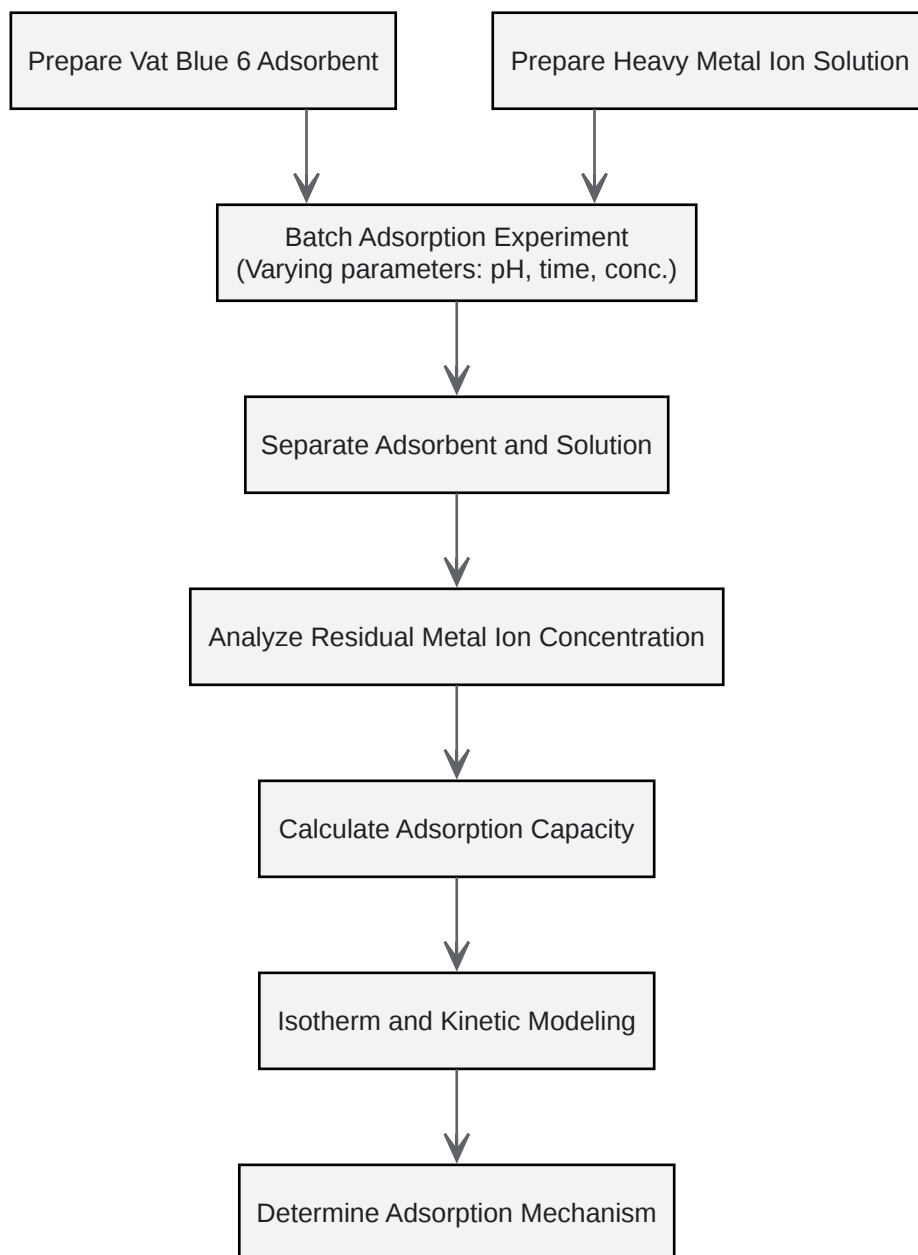 Prepare Vat Blue 6 Adsorbent
Prepare Heavy Metal Ion Solution
Batch Adsorption Experiment
(Varying parameters: pH, time, conc.)
Separate Adsorbent and Solution
Analyze Residual Metal Ion Concentration
Calculate Adsorption Capacity
Isotherm and Kinetic Modeling
Determine Adsorption Mechanism